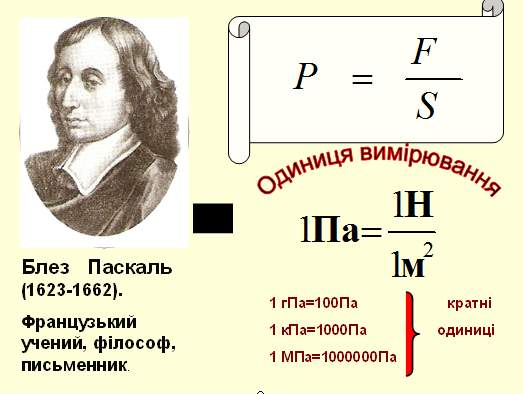 P = F/S
Одиниця вимірювання
1Па=1Н/1м²
Блез Паскаль
(1623-1662).
Французький
учений, філософ,
письменник.
1 гПа=100Па кратні
1 кПа=1000Па одиниці
1 МПа=1000000Па